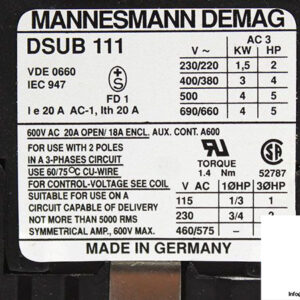 MANNESMANN DEMAG
DSUB 111
VDE 0660
IEC 947
S
FD 1
I e 20 A AC-1, Ith 20 A
AC 3
V ~ KW HP
230/220 1,5 2
400/380 3 4
500 4 5
690/660 4 5
600V AC 20A OPEN/ 18A ENCL. AUX. CONT. A600
FOR USE WITH 2 POLES
IN A 3-PHASES CIRCUIT
USE 60/75°C CU-WIRE
FOR CONTROL-VOLTAGE SEE COIL
SUITABLE FOR USE ON A
CIRCUIT CAPABLE OF DELIVERY
NOT MORE THAN 5000 RMS
SYMMETRICAL AMP., 600V MAX.
TORQUE
1.4 Nm
52787
V AC 1ØHP 3ØHP
115 1/3 1
230 3/4
460/575 –
MADE IN GERMANY